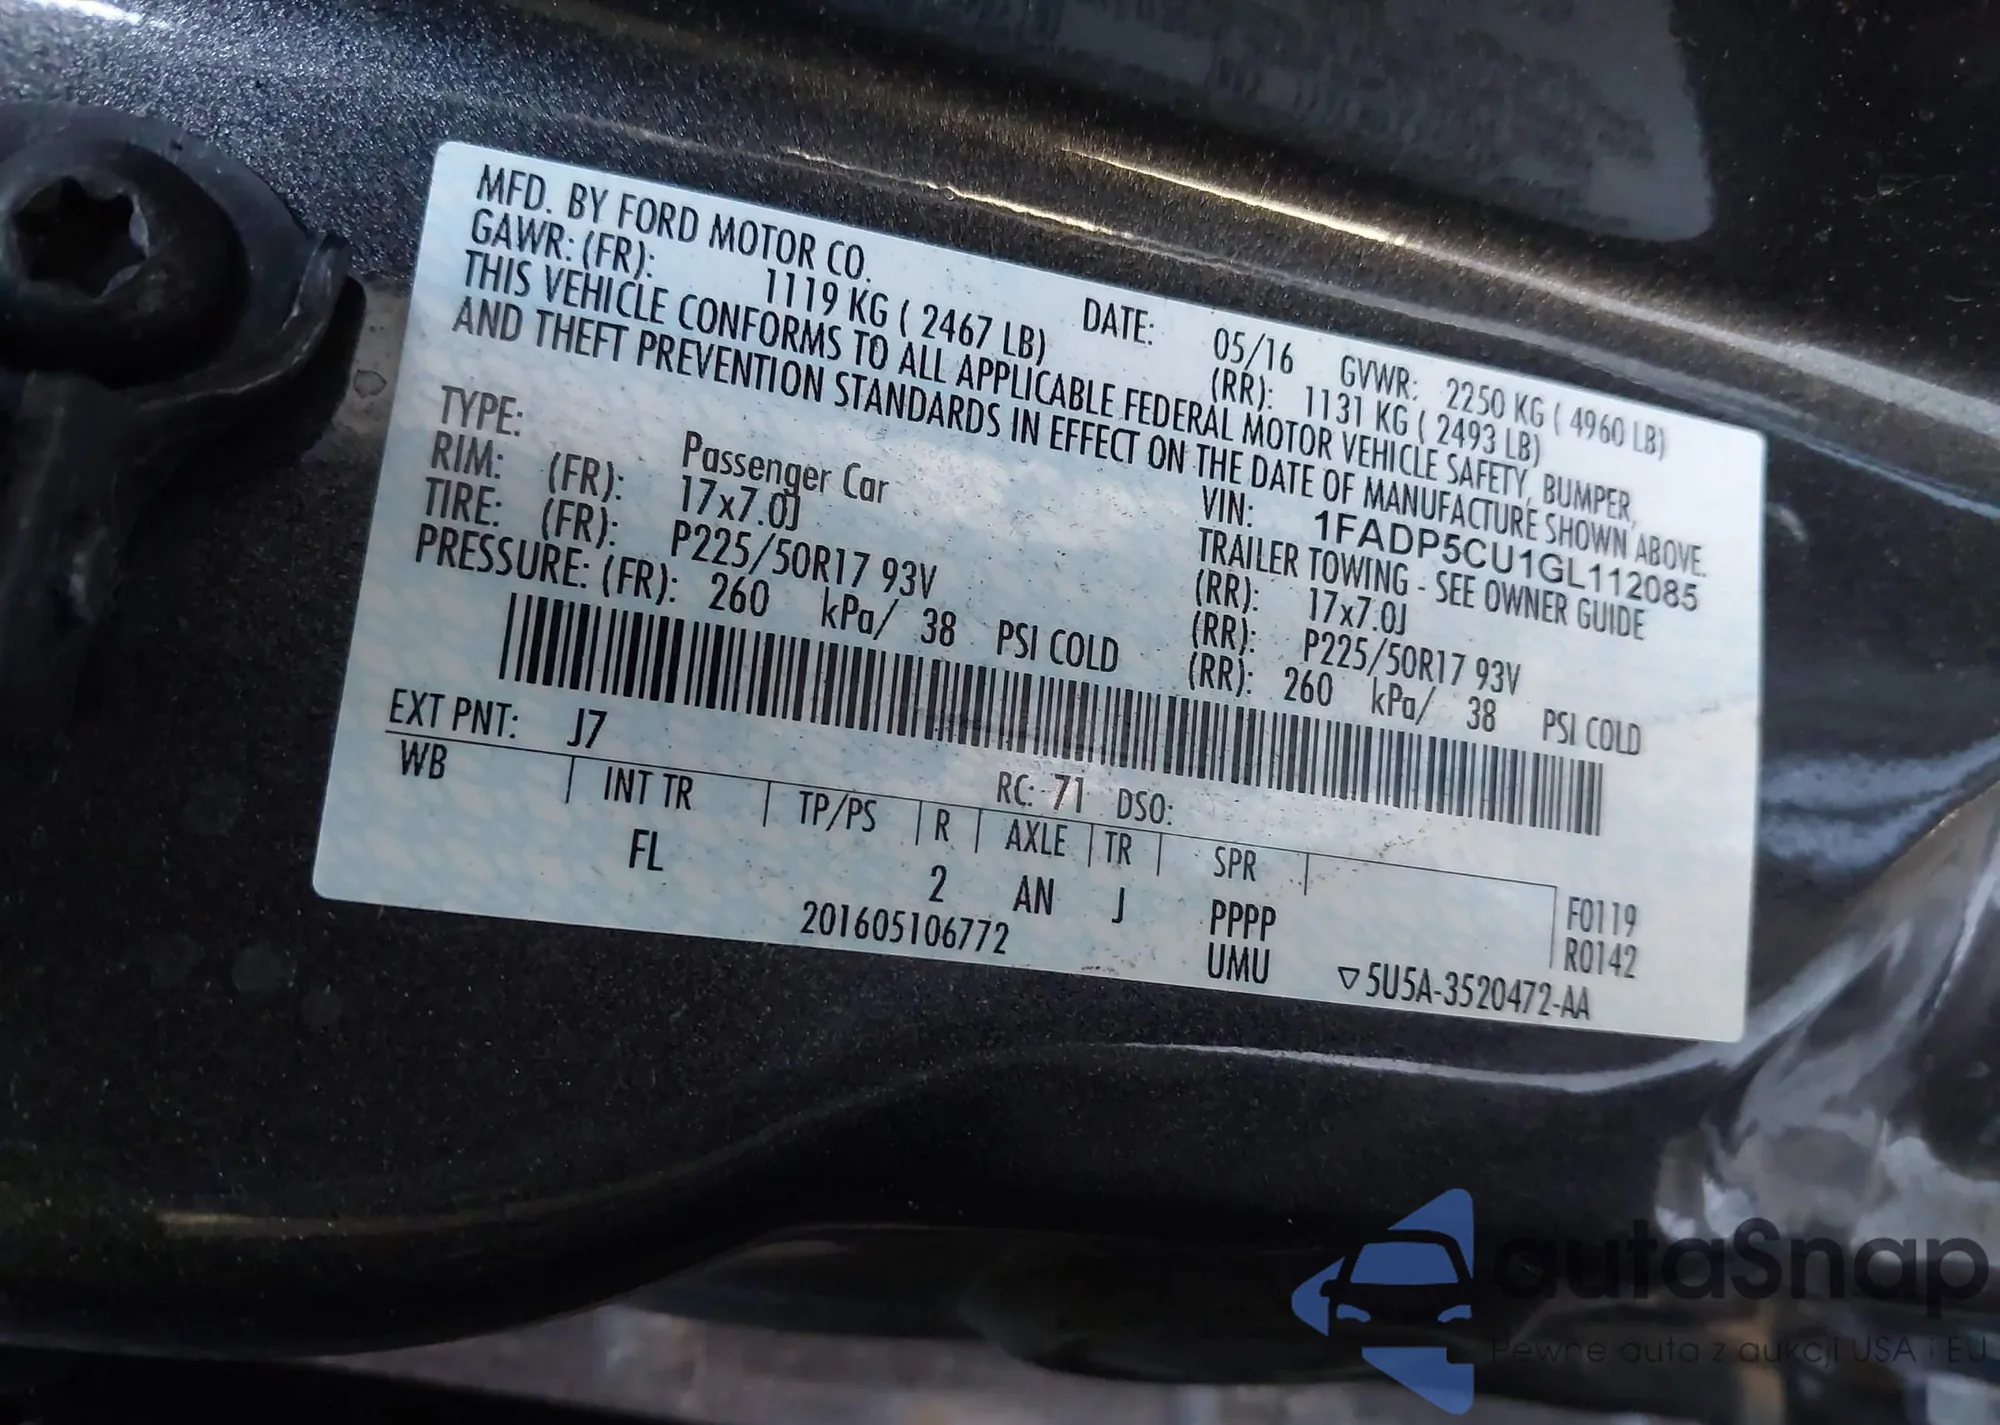 MFD. BY FORD MOTOR CO. DATE: 05/16 GVWR: 2250 KG ( 4960 LB)
GAWR: (FR): 1119 KG ( 2467 LB) (RR): 1131 KG ( 2493 LB)
THIS VEHICLE CONFORMS TO ALL APPLICABLE FEDERAL MOTOR VEHICLE SAFETY, BUMPER,
AND THEFT PREVENTION STANDARDS IN EFFECT ON THE DATE OF MANUFACTURE SHOWN ABOVE.
VIN: 1FADP5CU1GL112085
TYPE: Passenger Car TRAILER TOWING - SEE OWNER GUIDE
RIM: (FR): 17x7.0J (RR): 17x7.0J
TIRE: (FR): P225/50R17 93V (RR): P225/50R17 93V
PRESSURE: (FR): 260 kPa/ 38 PSI COLD (RR): 260 kPa/ 38 PSI COLD
EXT PNT: J7 RC: 71 DSO:
WB INT TR TP/PS R AXLE TR SPR
FL 2 AN J PPPP F0119
201605106772 UMU R0142
▽5U5A-3520472-AA
autaSnap
Pewne auta z aukcji USA i EU